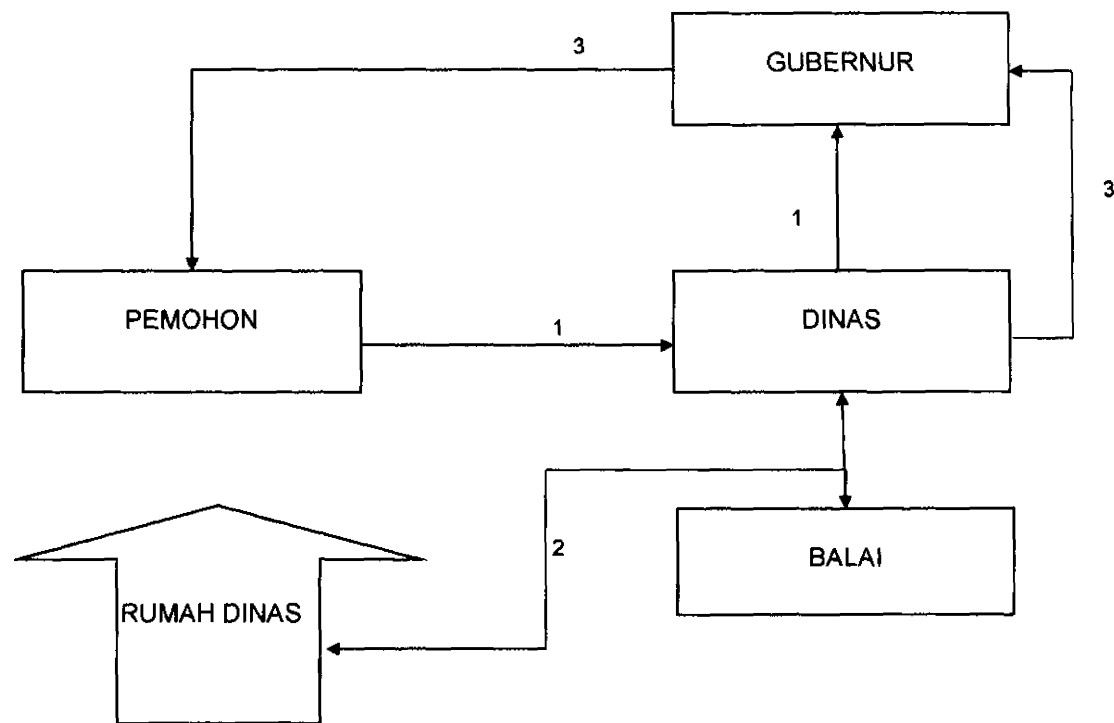 3
GUBERNUR
3
1
PEMOHON
1
DINAS
2
BALAI
RUMAH DINAS